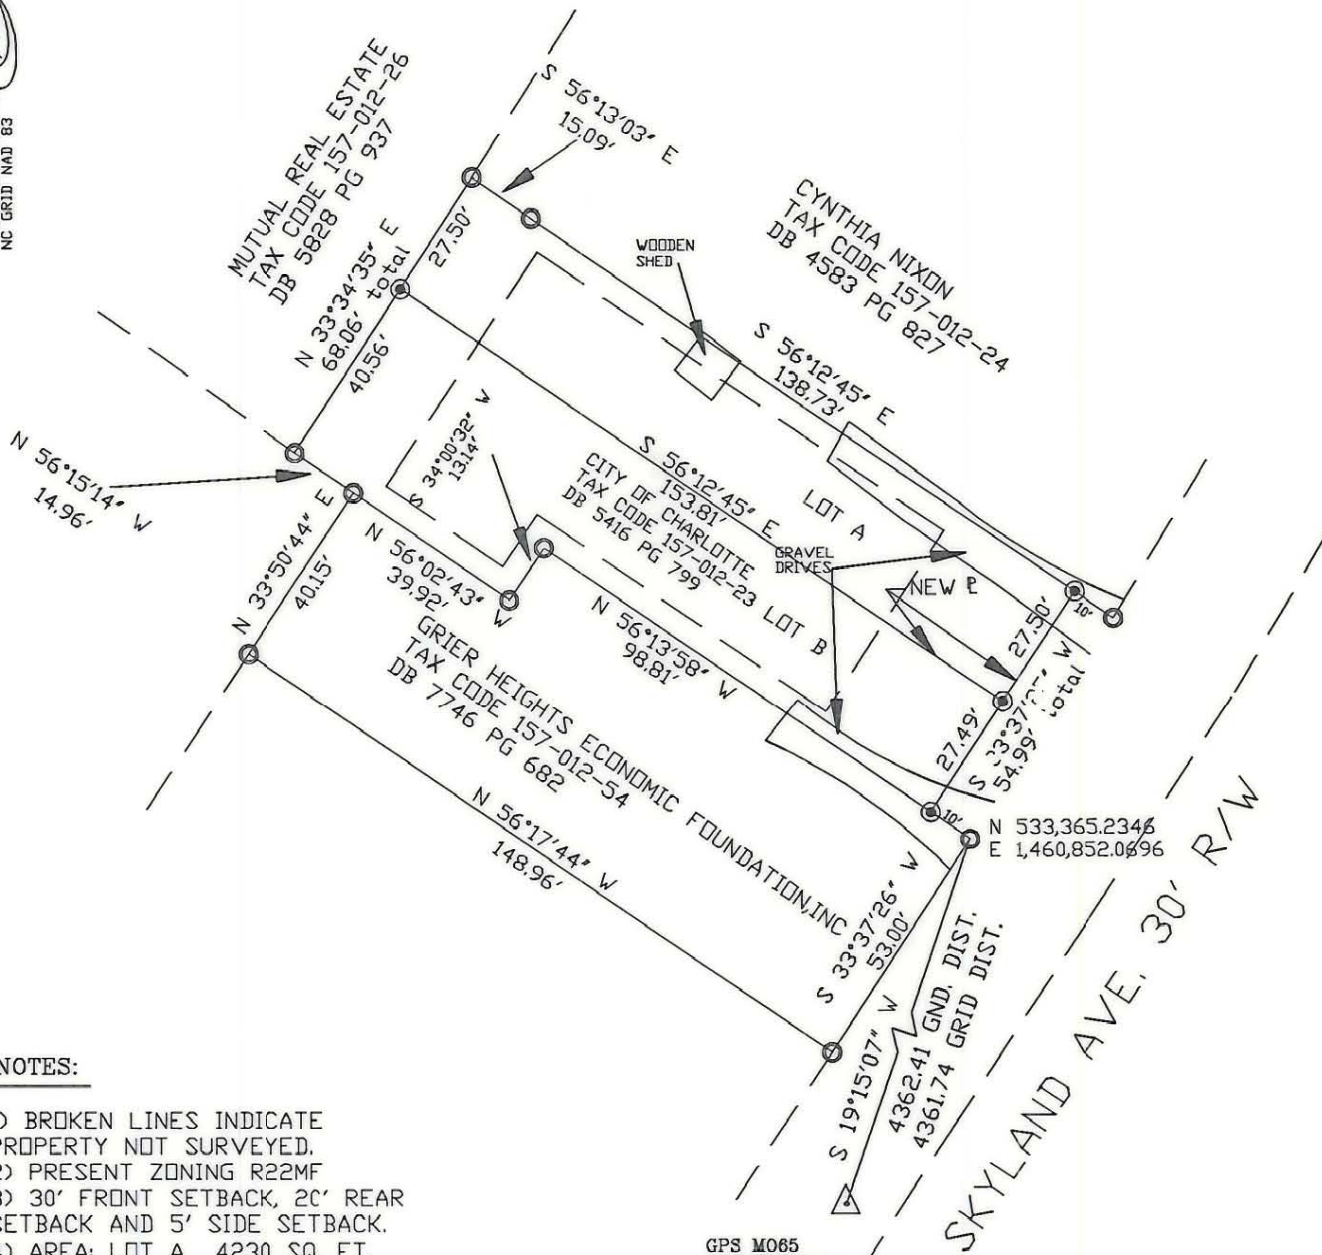 NC GRID NAD 83
MUTUAL REAL ESTATE
TAX CODE 157-012-26
DB 5828 PG 937
S 56°13'03" E
15.09'
CYNTHIA NIXON
TAX CODE 157-012-24
DB 4583 PG 827
WOODEN
SHED
27.50'
N 33°34'35" E
68.06' total
40.56'
S 56°12'45" E
138.73'
N 56°15'14" W
14.96'
S 34°00'32" W
13.14'
S 56°12'45" E
153.81'
CITY OF CHARLOTTE
TAX CODE 157-012-23
DB 5416 PG 799
LOT A
LOT B
GRAVEL
DRIVES
NEW PL
N 33°50'44" E
40.15'
N 56°02'43" W
39.92'
N 56°13'58" W
98.81'
10'
27.50'
27.49'
54.99' total
10'
GRIER HEIGHTS ECONOMIC FOUNDATION,INC
TAX CODE 157-012-54
DB 7746 PG 682
N 533,365.2346
E 1,460,852.0696
N 56°17'44" W
148.96'
S 33°37'26" W
53.00'
S 19°15'07" W
4362.41 GND. DIST.
4361.74 GRID DIST.
SKYLAND AVE. 30' R/W
GPS M065
NOTES:
) BROKEN LINES INDICATE
PROPERTY NOT SURVEYED.
2) PRESENT ZONING R22MF
3) 30' FRONT SETBACK, 20' REAR
SETBACK AND 5' SIDE SETBACK.
4) AREA: LOT A 4230 SQ. FT.